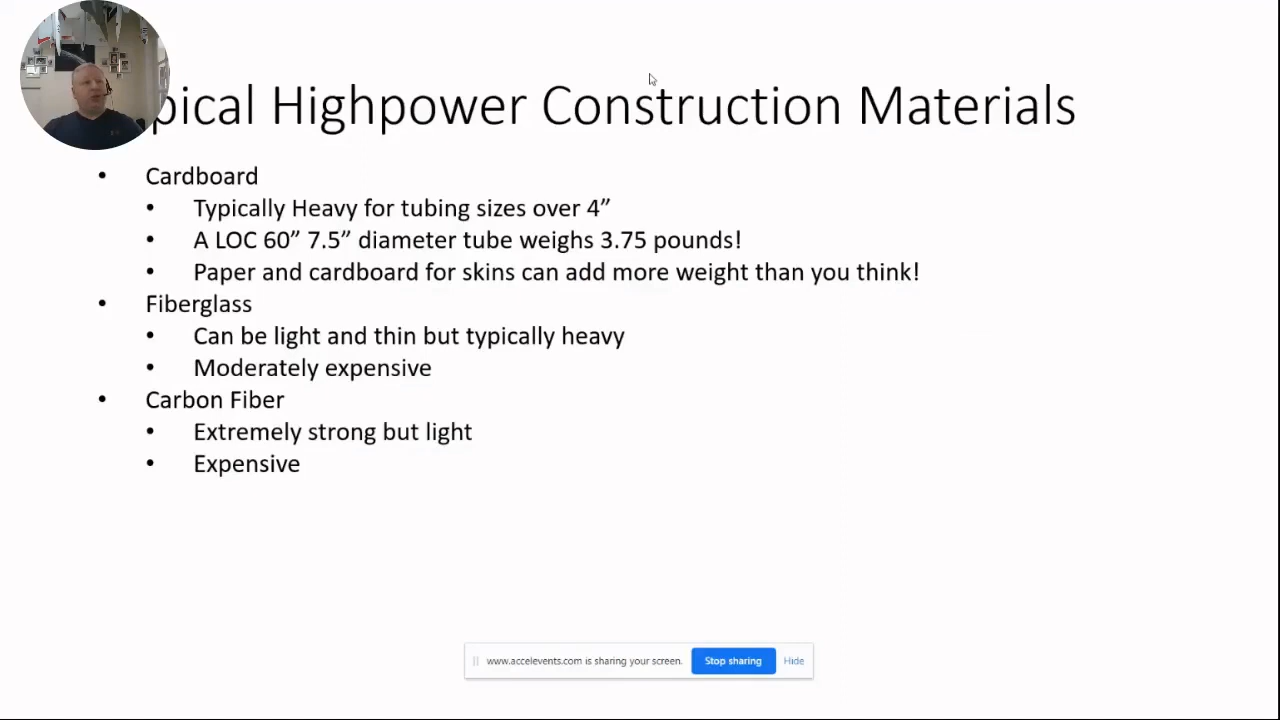 pical Highpower Construction Materials
• Cardboard
• Typically Heavy for tubing sizes over 4”
• A LOC 60” 7.5” diameter tube weighs 3.75 pounds!
• Paper and cardboard for skins can add more weight than you think!
• Fiberglass
• Can be light and thin but typically heavy
• Moderately expensive
• Carbon Fiber
• Extremely strong but light
• Expensive
www.accelevents.com is sharing your screen. Stop sharing Hide